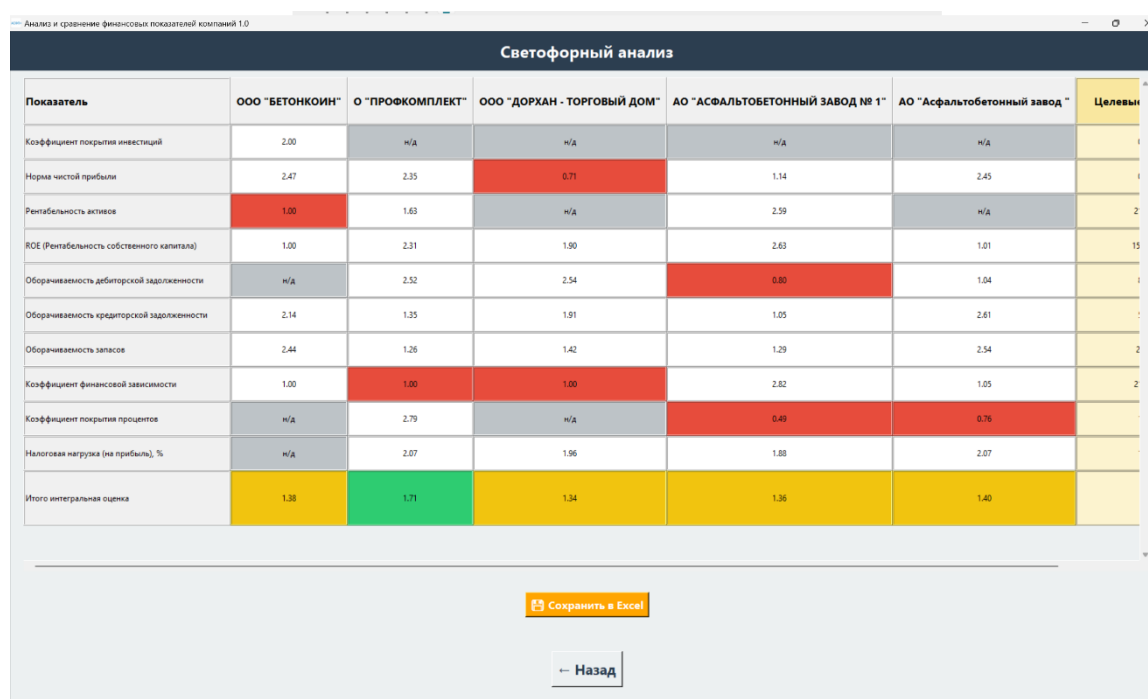 Анализ и сравнение финансовых показателей компаний 1.0
Светофорный анализ
Показатель ООО "БЕТОНКОИН" О "ПРОФКОМПЛЕКТ" ООО "ДОРХАН - ТОРГОВЫЙ ДОМ" АО "АСФАЛЬТОБЕТОННЫЙ ЗАВОД № 1" АО "Асфальтобетонный завод " Целевые
Коэффициент покрытия инвестиций 2.00 н/д н/д н/д н/д
Норма чистой прибыли 2.47 2.35 0.71 1.14 2.45
Рентабельность активов 1.00 1.63 н/д 2.59 н/д 2
ROE (Рентабельность собственного капитала) 1.00 2.31 1.90 2.63 1.01 15
Оборачиваемость дебиторской задолженности н/д 2.52 2.54 0.80 1.04
Оборачиваемость кредиторской задолженности 2.14 1.35 1.91 1.05 2.61
Оборачиваемость запасов 2.44 1.26 1.42 1.29 2.54 2
Коэффициент финансовой зависимости 1.00 1.00 1.00 2.82 1.05 2
Коэффициент покрытия процентов н/д 2.79 н/д 0.49 0.76
Налоговая нагрузка (на прибыль), % н/д 2.07 1.96 1.88 2.07
Итого интегральная оценка 1.38 1.71 1.34 1.36 1.40
Сохранить в Excel
← Назад